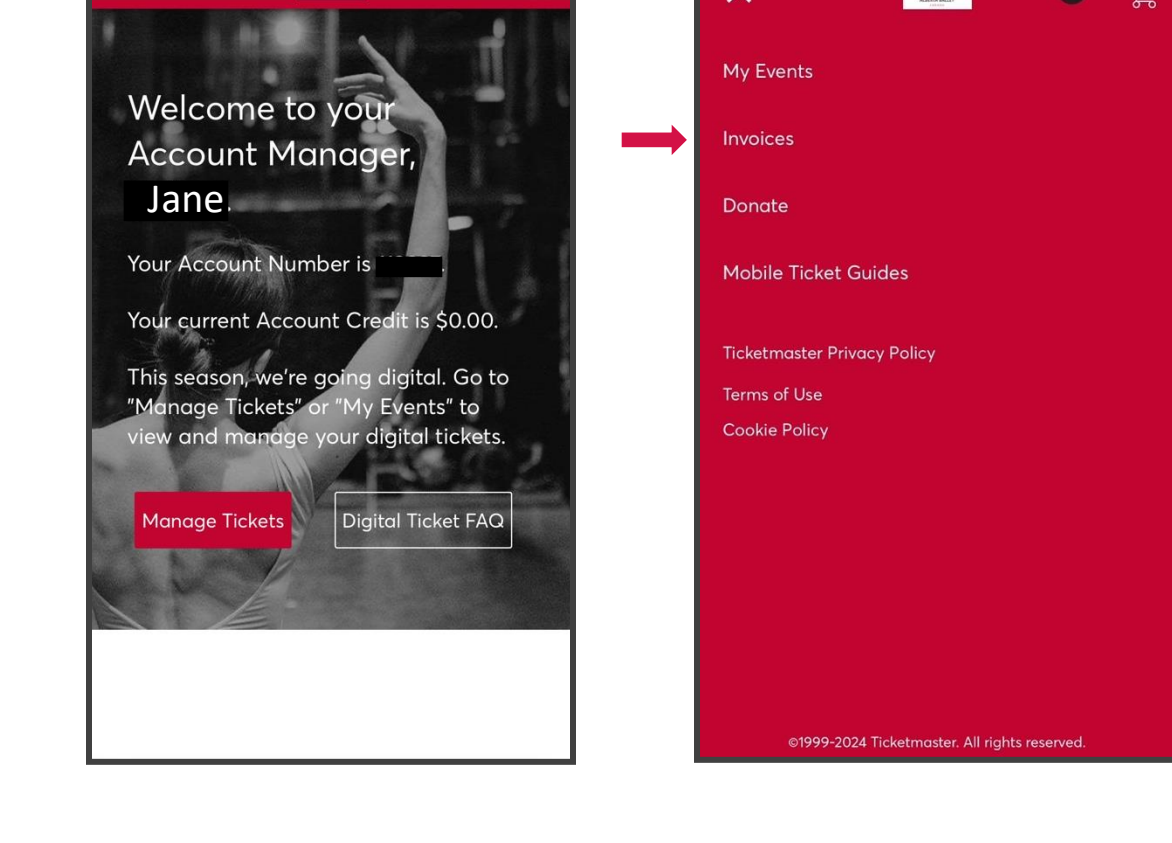 Welcome to your
Account Manager,
Jane.
Your Account Number is
Your current Account Credit is $0.00.
This season, we're going digital. Go to
"Manage Tickets" or "My Events" to
view and manage your digital tickets.
Manage Tickets
Digital Ticket FAQ
My Events
Invoices
Donate
Mobile Ticket Guides
Ticketmaster Privacy Policy
Terms of Use
Cookie Policy
©1999-2024 Ticketmaster. All rights reserved.